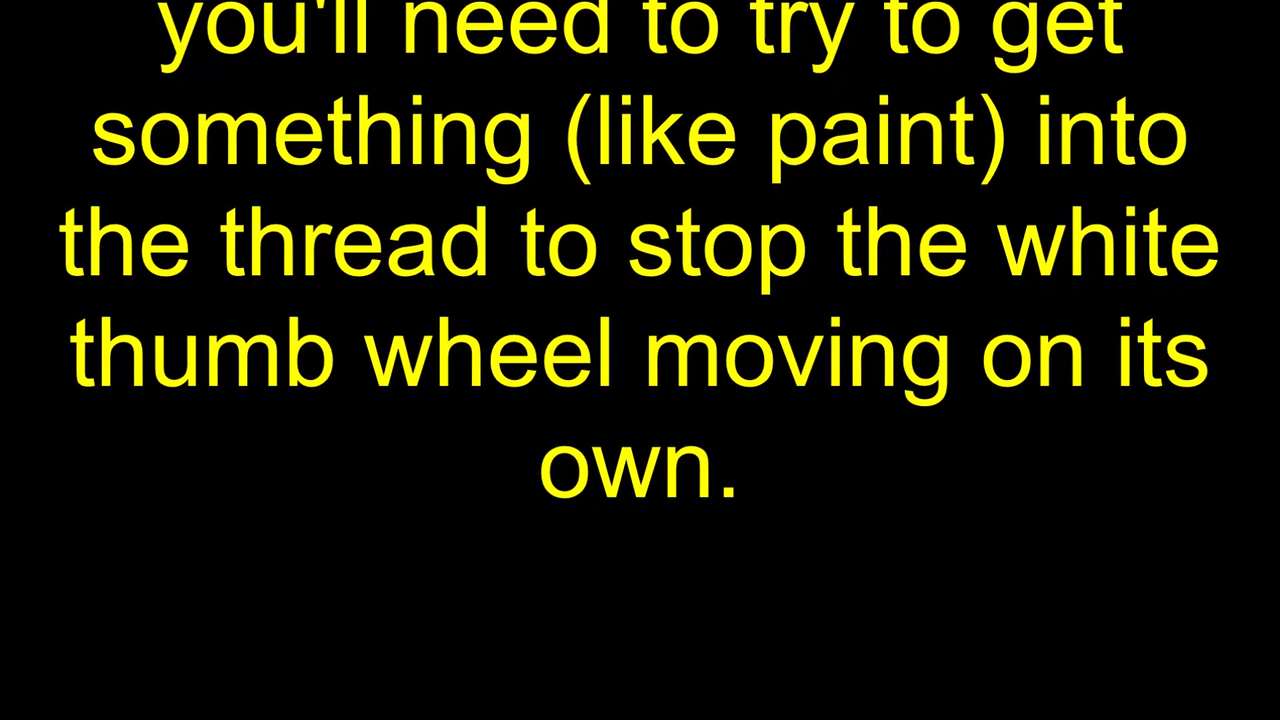 you'll need to try to get
something (like paint) into
the thread to stop the white
thumb wheel moving on its
own.